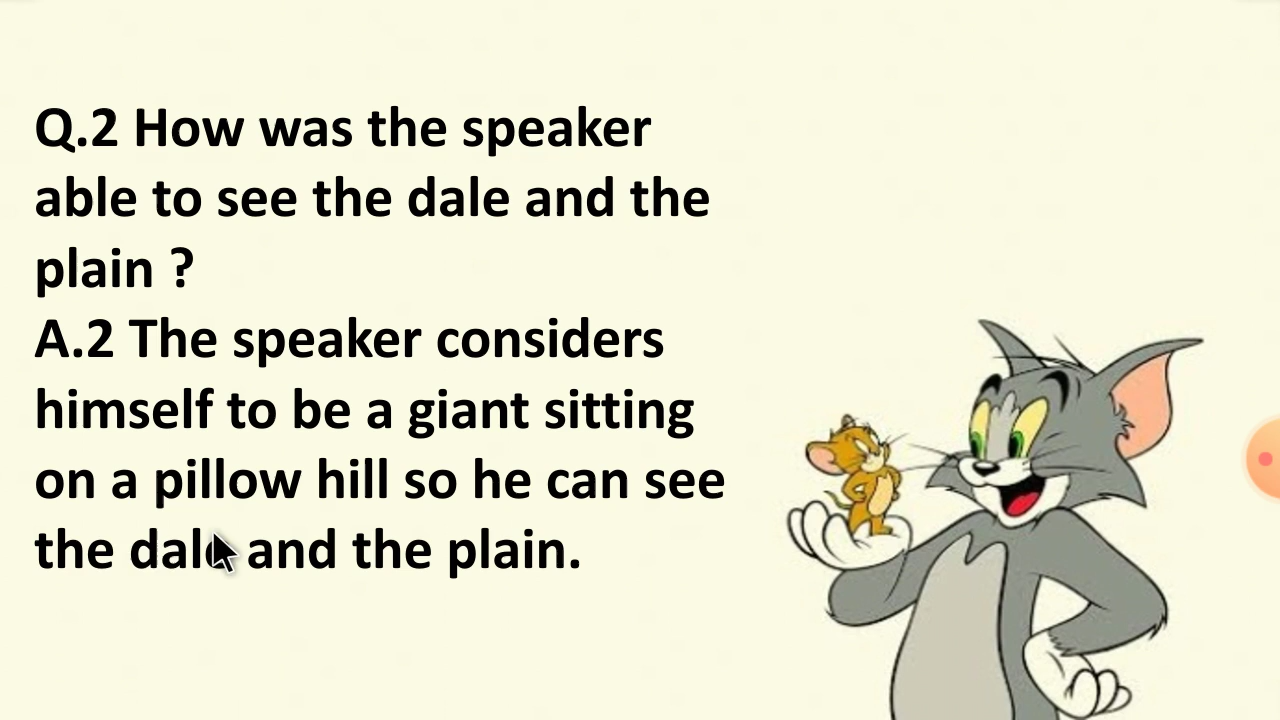 Q.2 How was the speaker
able to see the dale and the
plain ?
A.2 The speaker considers
himself to be a giant sitting
on a pillow hill so he can see
the dale and the plain.